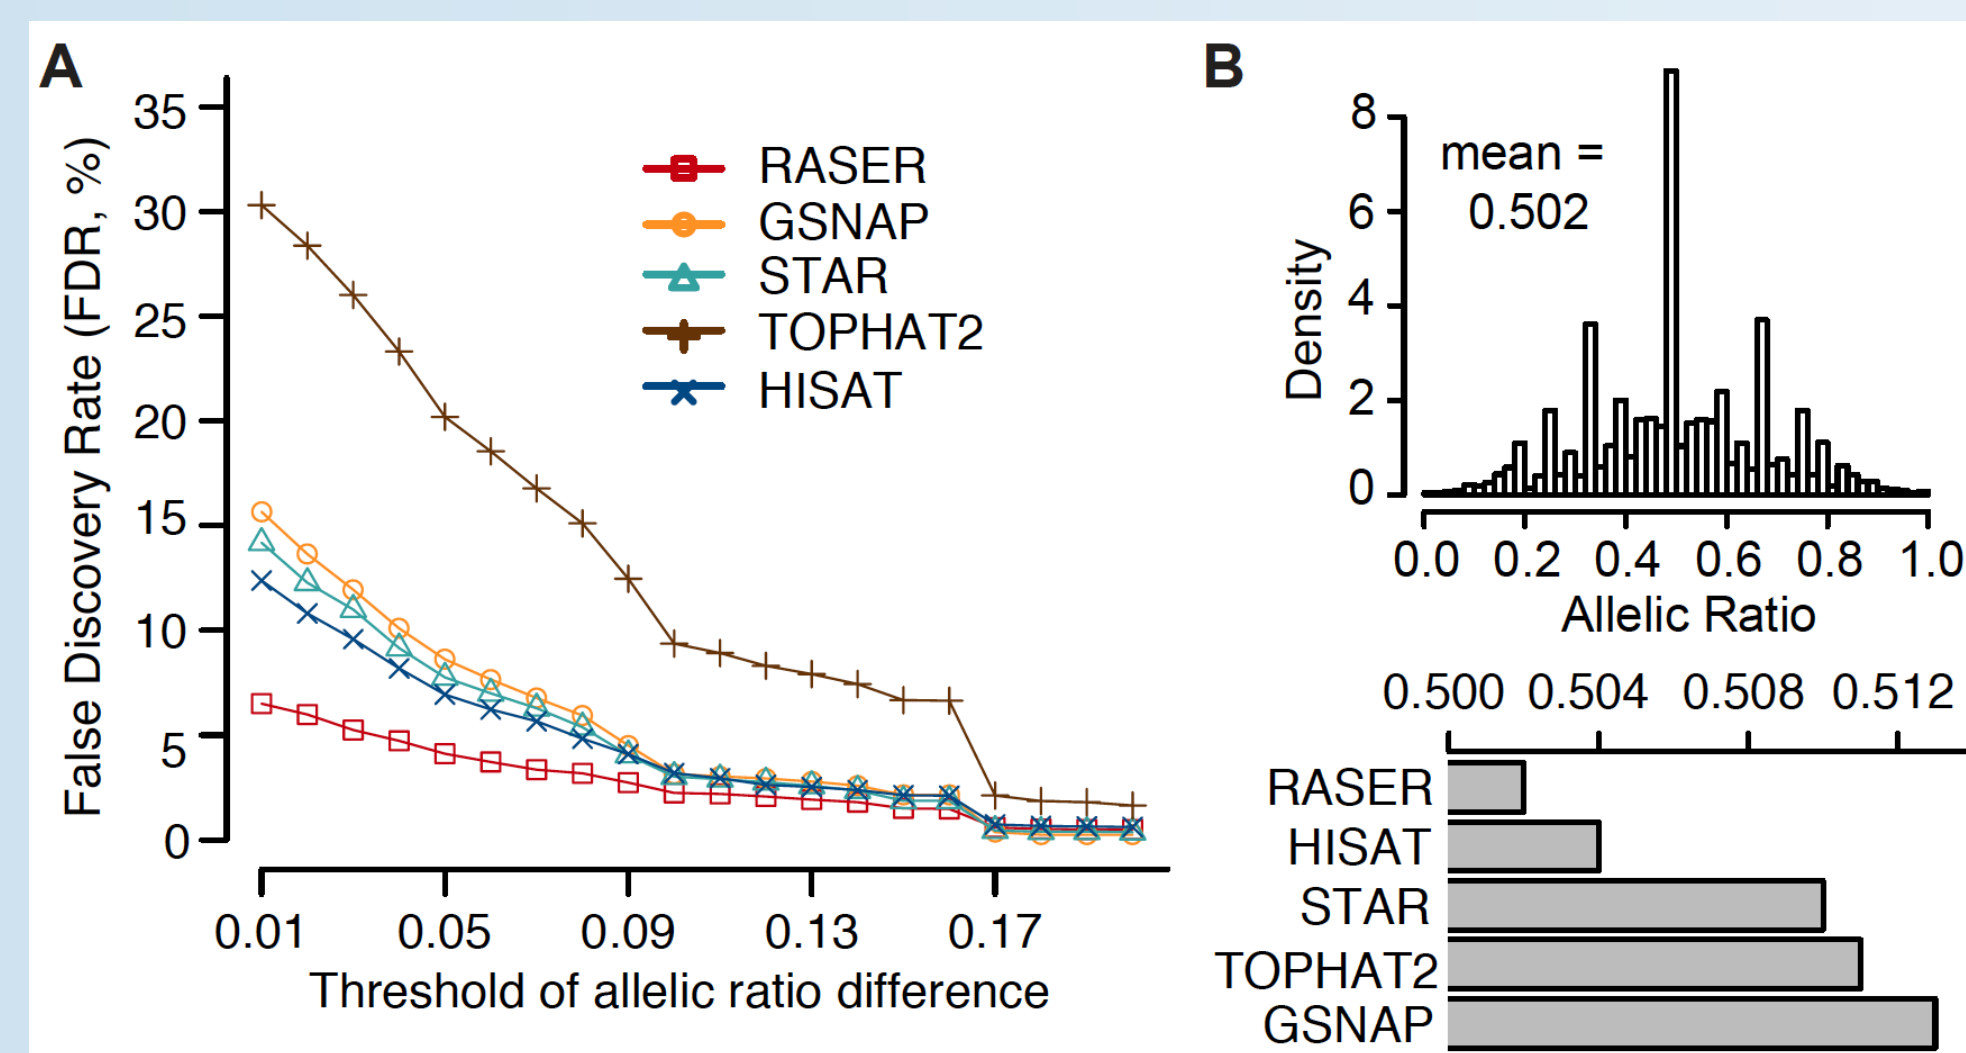 A
False Discovery Rate (FDR, %)
35
30
25
20
15
10
5
0
RASER
GSNAP
STAR
TOPHAT2
HISAT
0.01 0.05 0.09 0.13 0.17
Threshold of allelic ratio difference
B
Density
8
6
4
2
0
mean =
0.502
0.0 0.2 0.4 0.6 0.8 1.0
Allelic Ratio
0.500 0.504 0.508 0.512
RASER
HISAT
STAR
TOPHAT2
GSNAP